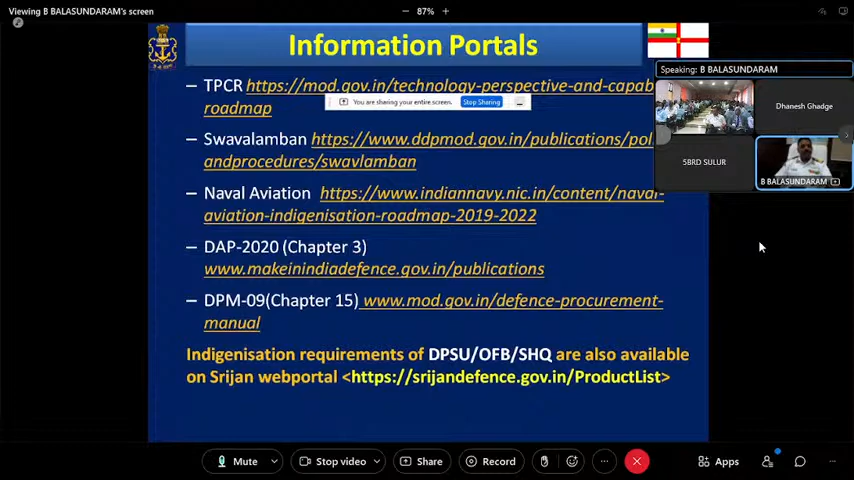 Viewing B BALASUNDARAM's screen
87%
Information Portals
Speaking: B BALASUNDARAM
– TPCR https://mod.gov.in/technology-perspective-and-capab
roadmap
You are sharing your entire screen.
Stop Sharing
Dhanesh Ghadge
– Swavalamban https://www.ddpmod.gov.in/publications/pol
andprocedures/swavlamban
5BRD SULUR
B BALASUNDARAM
– Naval Aviation https://www.indiannavy.nic.in/content/naval-
aviation-indigenisation-roadmap-2019-2022
– DAP-2020 (Chapter 3)
www.makeinindiadefence.gov.in/publications
– DPM-09(Chapter 15) www.mod.gov.in/defence-procurement-
manual
Indigenisation requirements of DPSU/OFB/SHQ are also available
on Srijan webportal <https://srijandefence.gov.in/ProductList>
Mute
Stop video
Share
Record
Apps